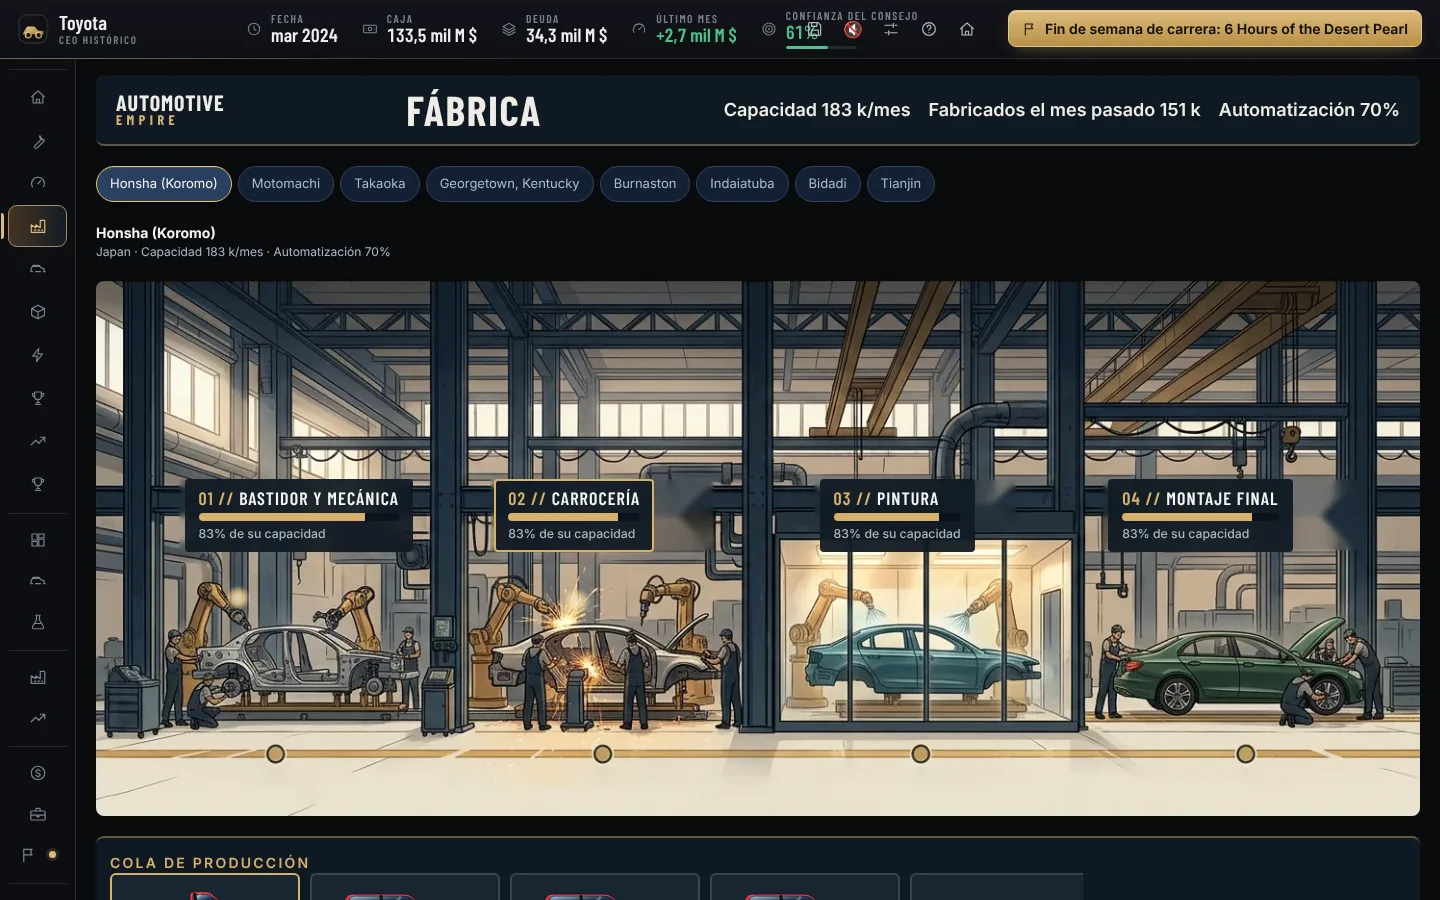 Toyota
CEO HISTÓRICO
FECHA
mar 2024
CAJA
133,5 mil M $
DEUDA
34,3 mil M $
ÚLTIMO MES
+2,7 mil M $
CONFIANZA DEL CONSEJO
61%
Fin de semana de carrera: 6 Hours of the Desert Pearl
AUTOMOTIVE
EMPIRE
FÁBRICA
Capacidad 183 k/mes
Fabricados el mes pasado 151 k
Automatización 70%
Honsha (Koromo)
Motomachi
Takaoka
Georgetown, Kentucky
Burnaston
Indaiatuba
Bidadi
Tianjin
Honsha (Koromo)
Japan · Capacidad 183 k/mes · Automatización 70%
01 // BASTIDOR Y MECÁNICA
83% de su capacidad
02 // CARROCERÍA
83% de su capacidad
03 // PINTURA
83% de su capacidad
04 // MONTAJE FINAL
83% de su capacidad
COLA DE PRODUCCIÓN